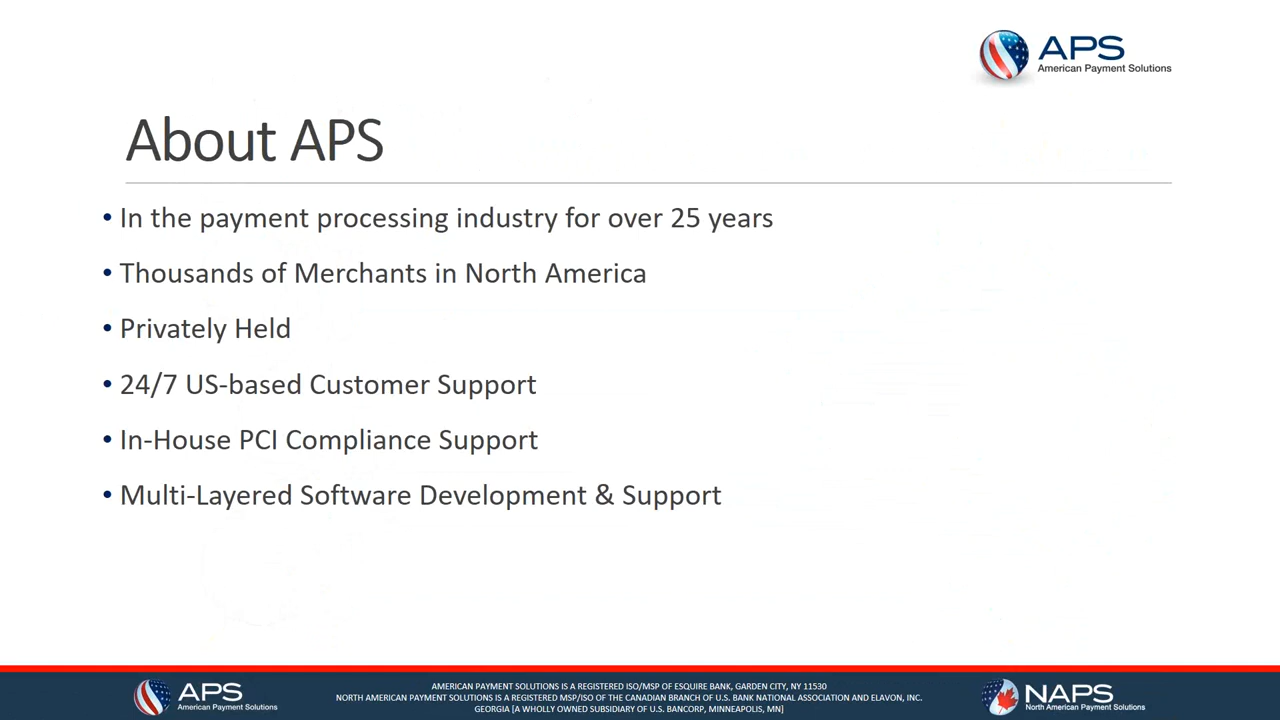 APS
American Payment Solutions
About APS
• In the payment processing industry for over 25 years
• Thousands of Merchants in North America
• Privately Held
• 24/7 US-based Customer Support
• In-House PCI Compliance Support
• Multi-Layered Software Development & Support
APS
American Payment Solutions
AMERICAN PAYMENT SOLUTIONS IS A REGISTERED ISO/MSP OF ESQUIRE BANK, GARDEN CITY, NY 11530
NORTH AMERICAN PAYMENT SOLUTIONS IS A REGISTERED MSP/ISO OF THE CANADIAN BRANCH OF U.S. BANK NATIONAL ASSOCIATION AND ELAVON, INC.
GEORGIA [A WHOLLY OWNED SUBSIDIARY OF U.S. BANCORP, MINNEAPOLIS, MN]
NAPS
North American Payment Solutions